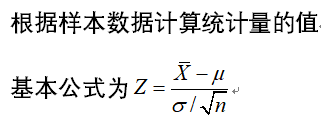 根据样本数据计算统计量的值
基本公式为 Z = (X̄ − μ) / (σ/√n)